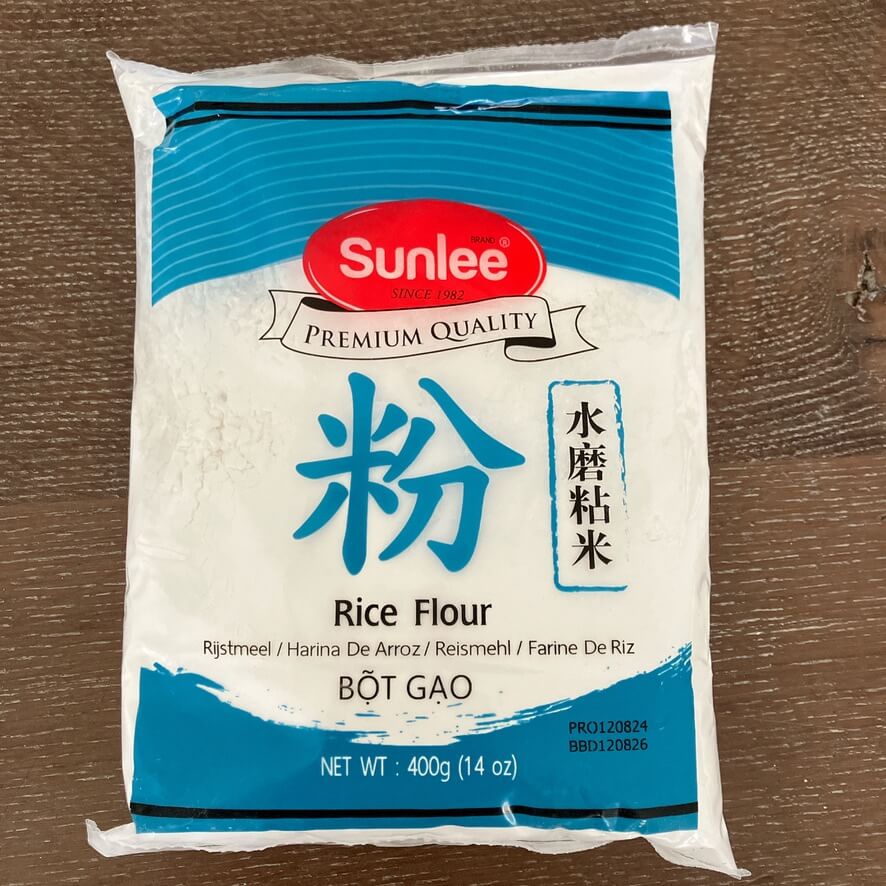 Sunlee BRAND ®
SINCE 1982
PREMIUM QUALITY
粉
水磨粘米
Rice Flour
Rijstmeel / Harina De Arroz / Reismehl / Farine De Riz
BỘT GẠO
PRO120824
BBD120826
NET WT : 400g (14 oz)